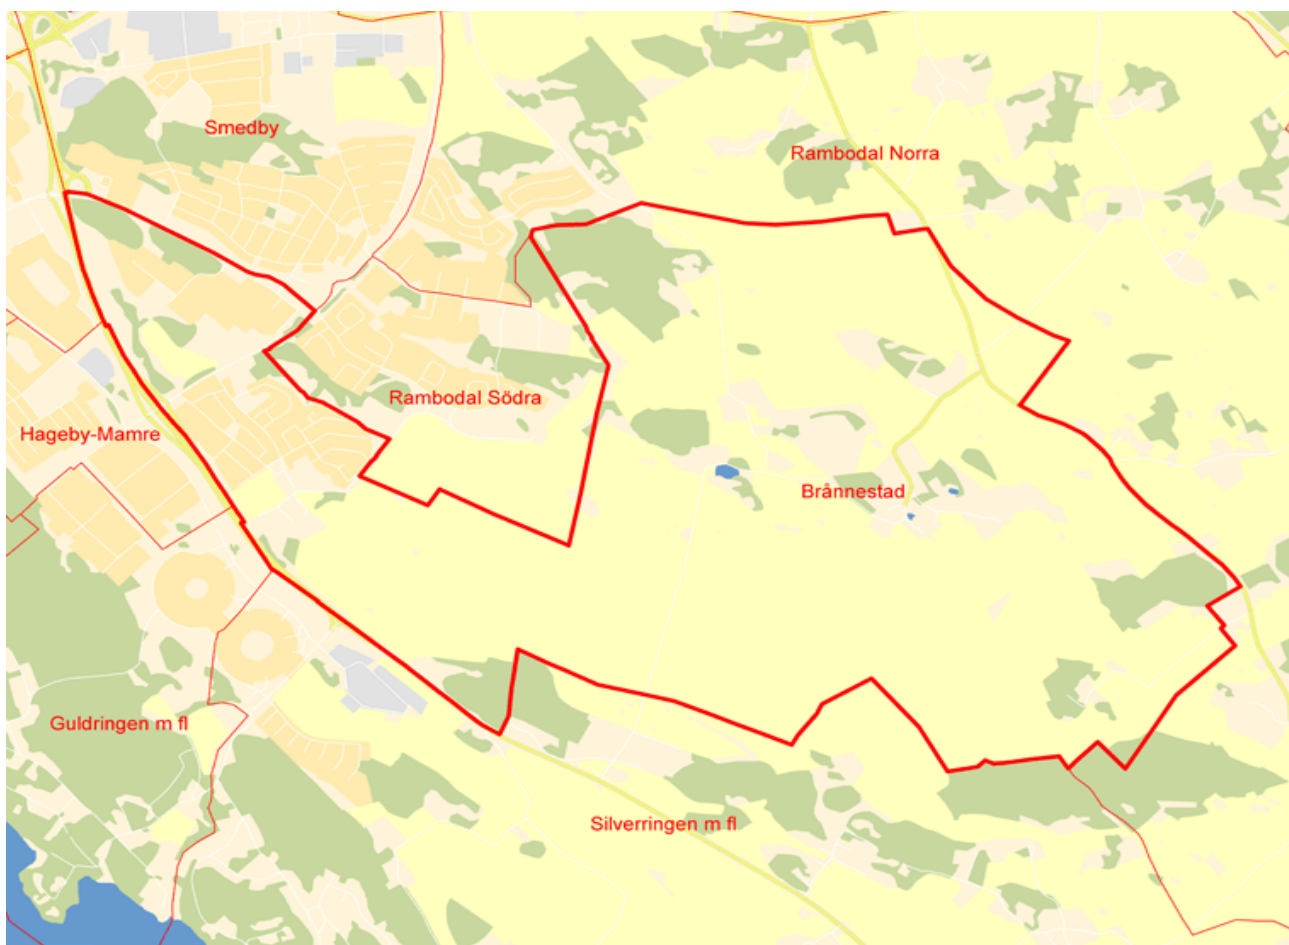 Smedby
Rambodal Norra
Rambodal Södra
Hageby-Mamre
Brånnestad
Guldringen m fl
Silverringen m fl